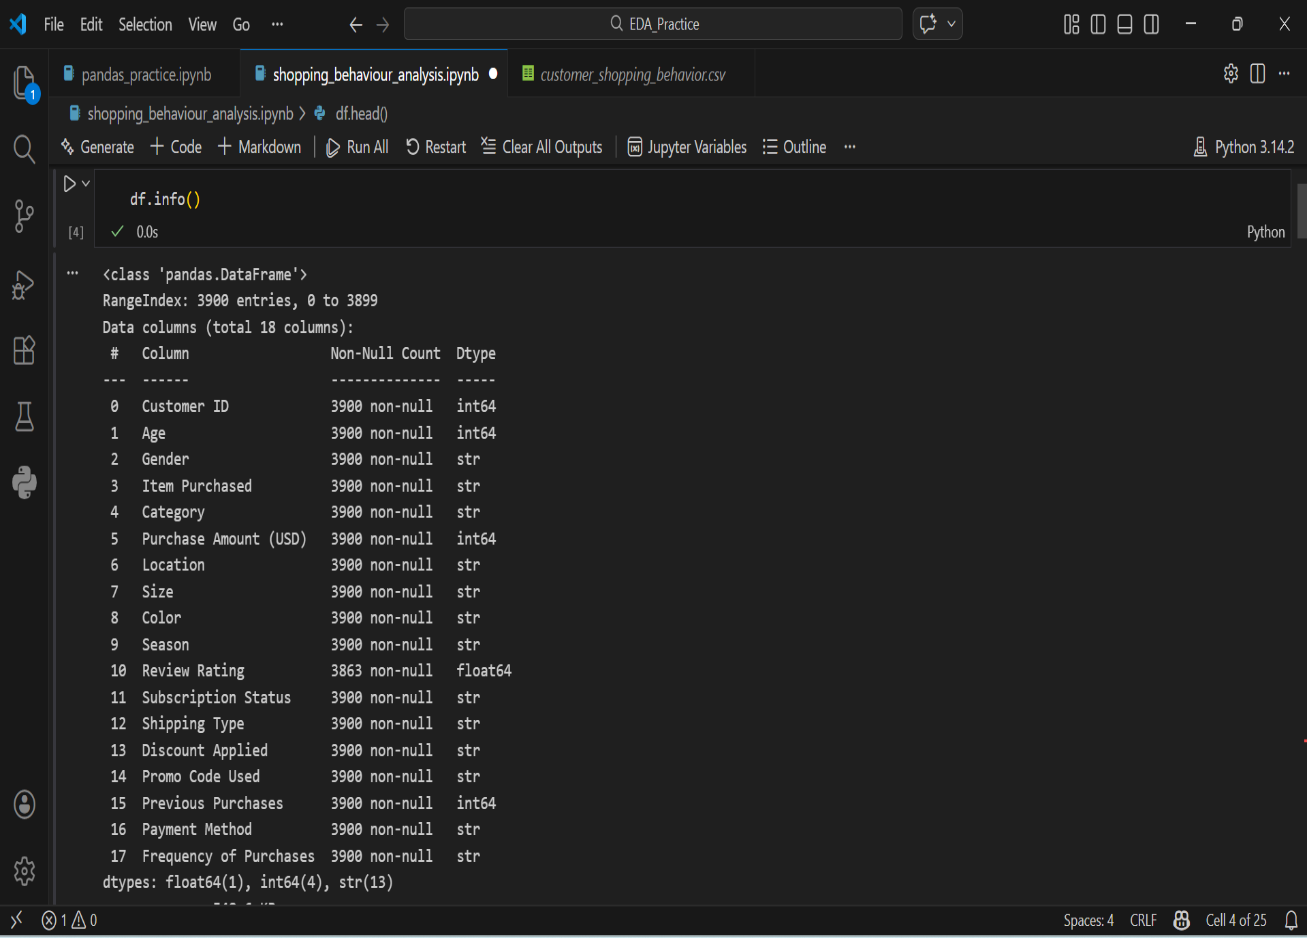 File Edit Selection View Go ··· EDA_Practice
pandas_practice.ipynb shopping_behaviour_analysis.ipynb customer_shopping_behavior.csv
1
shopping_behaviour_analysis.ipynb > df.head()
Generate + Code + Markdown Run All Restart Clear All Outputs Jupyter Variables Outline ··· Python 3.14.2
df.info()
[4] 0.0s Python
<class 'pandas.DataFrame'>
RangeIndex: 3900 entries, 0 to 3899
Data columns (total 18 columns):
# Column Non-Null Count Dtype
--- ------ -------------- -----
0 Customer ID 3900 non-null int64
1 Age 3900 non-null int64
2 Gender 3900 non-null str
3 Item Purchased 3900 non-null str
4 Category 3900 non-null str
5 Purchase Amount (USD) 3900 non-null int64
6 Location 3900 non-null str
7 Size 3900 non-null str
8 Color 3900 non-null str
9 Season 3900 non-null str
10 Review Rating 3863 non-null float64
11 Subscription Status 3900 non-null str
12 Shipping Type 3900 non-null str
13 Discount Applied 3900 non-null str
14 Promo Code Used 3900 non-null str
15 Previous Purchases 3900 non-null int64
16 Payment Method 3900 non-null str
17 Frequency of Purchases 3900 non-null str
dtypes: float64(1), int64(4), str(13)
1 0 Spaces: 4 CRLF Cell 4 of 25